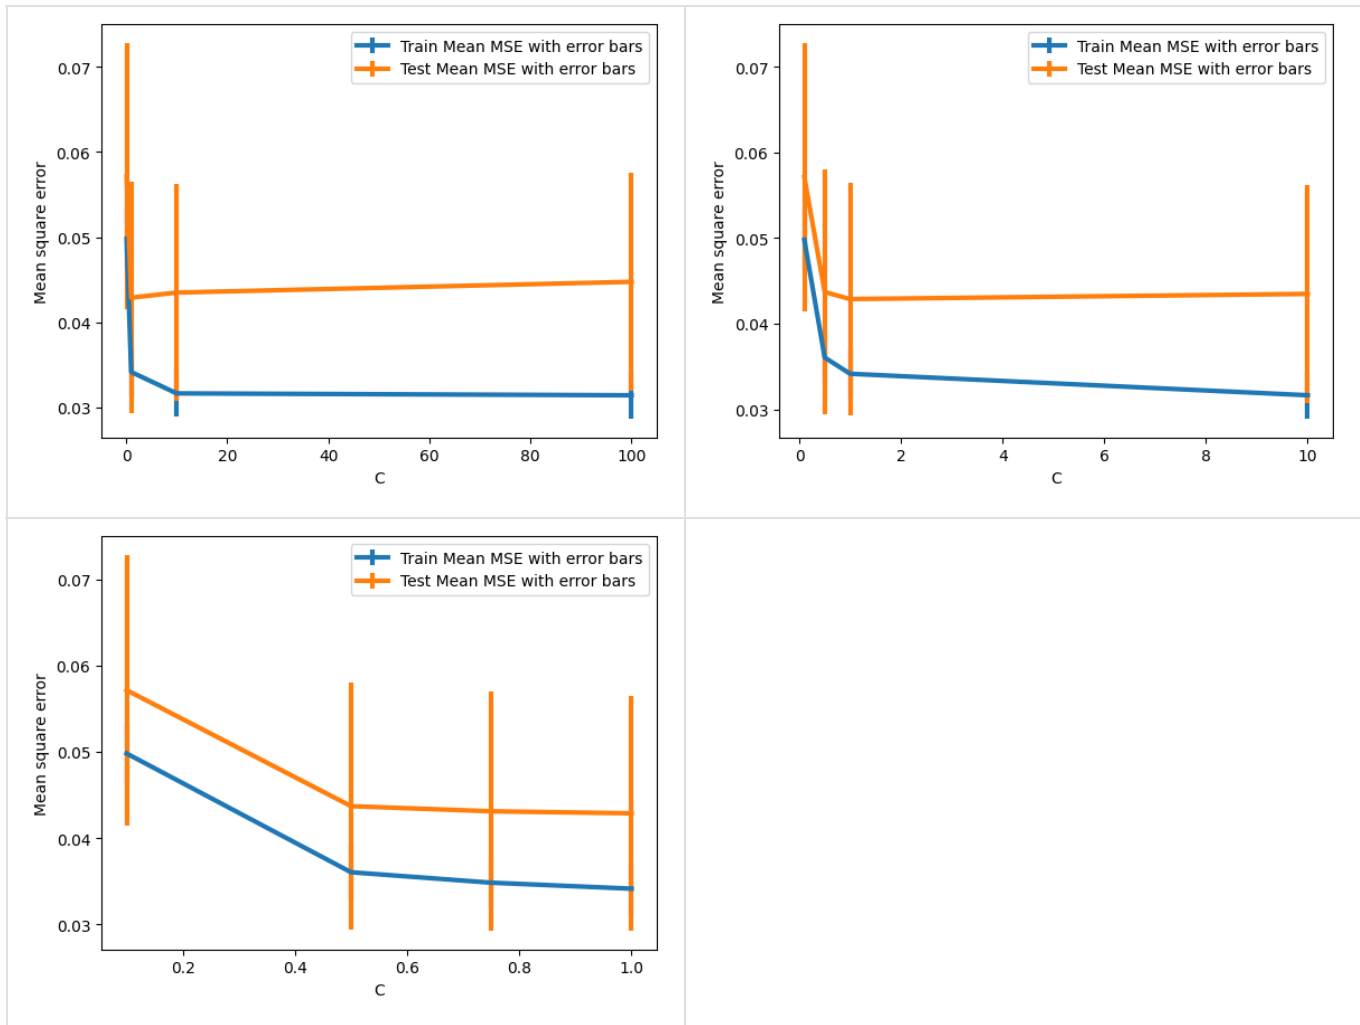 Train Mean MSE with error bars
Test Mean MSE with error bars
0.07
0.06
0.05
0.04
0.03
Mean square error
0 20 40 60 80 100
C
Train Mean MSE with error bars
Test Mean MSE with error bars
0.07
0.06
0.05
0.04
0.03
Mean square error
0 2 4 6 8 10
C
Train Mean MSE with error bars
Test Mean MSE with error bars
0.07
0.06
0.05
0.04
0.03
Mean square error
0.2 0.4 0.6 0.8 1.0
C